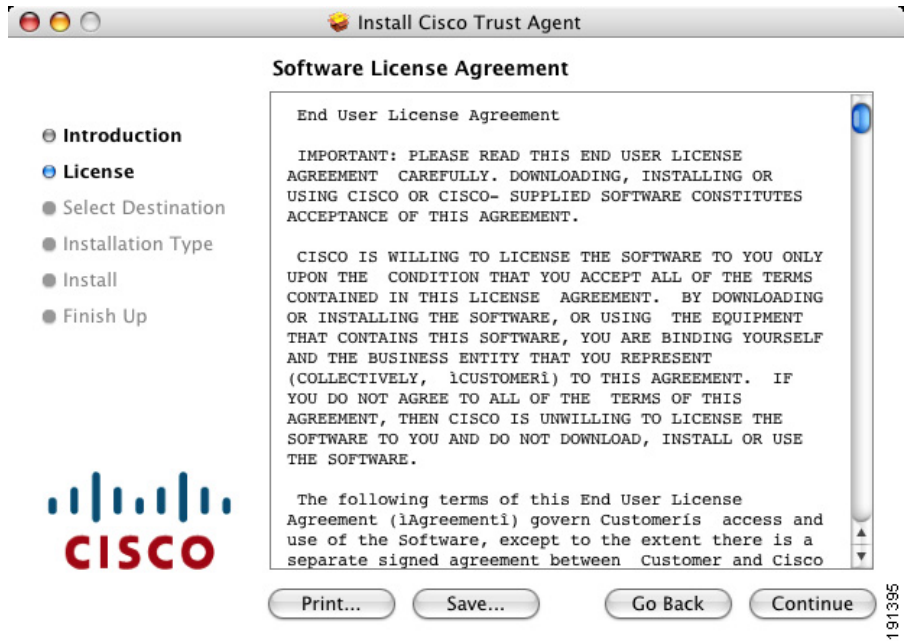 Install Cisco Trust Agent
Software License Agreement
Introduction
License
Select Destination
Installation Type
Install
Finish Up
CISCO
End User License Agreement
IMPORTANT: PLEASE READ THIS END USER LICENSE
AGREEMENT  CAREFULLY. DOWNLOADING, INSTALLING OR
USING CISCO OR CISCO- SUPPLIED SOFTWARE CONSTITUTES
ACCEPTANCE OF THIS AGREEMENT.
CISCO IS WILLING TO LICENSE THE SOFTWARE TO YOU ONLY
UPON THE  CONDITION THAT YOU ACCEPT ALL OF THE TERMS
CONTAINED IN THIS LICENSE  AGREEMENT.  BY DOWNLOADING
OR INSTALLING THE SOFTWARE, OR USING  THE EQUIPMENT
THAT CONTAINS THIS SOFTWARE, YOU ARE BINDING YOURSELF
AND THE BUSINESS ENTITY THAT YOU REPRESENT
(COLLECTIVELY,  ìCUSTOMERî) TO THIS AGREEMENT.  IF
YOU DO NOT AGREE TO ALL OF THE  TERMS OF THIS
AGREEMENT, THEN CISCO IS UNWILLING TO LICENSE THE
SOFTWARE TO YOU AND DO NOT DOWNLOAD, INSTALL OR USE
THE SOFTWARE.
The following terms of this End User License
Agreement (ìAgreementî) govern Customerís  access and
use of the Software, except to the extent there is a
separate signed agreement between  Customer and Cisco
Print...
Save...
Go Back
Continue
191395